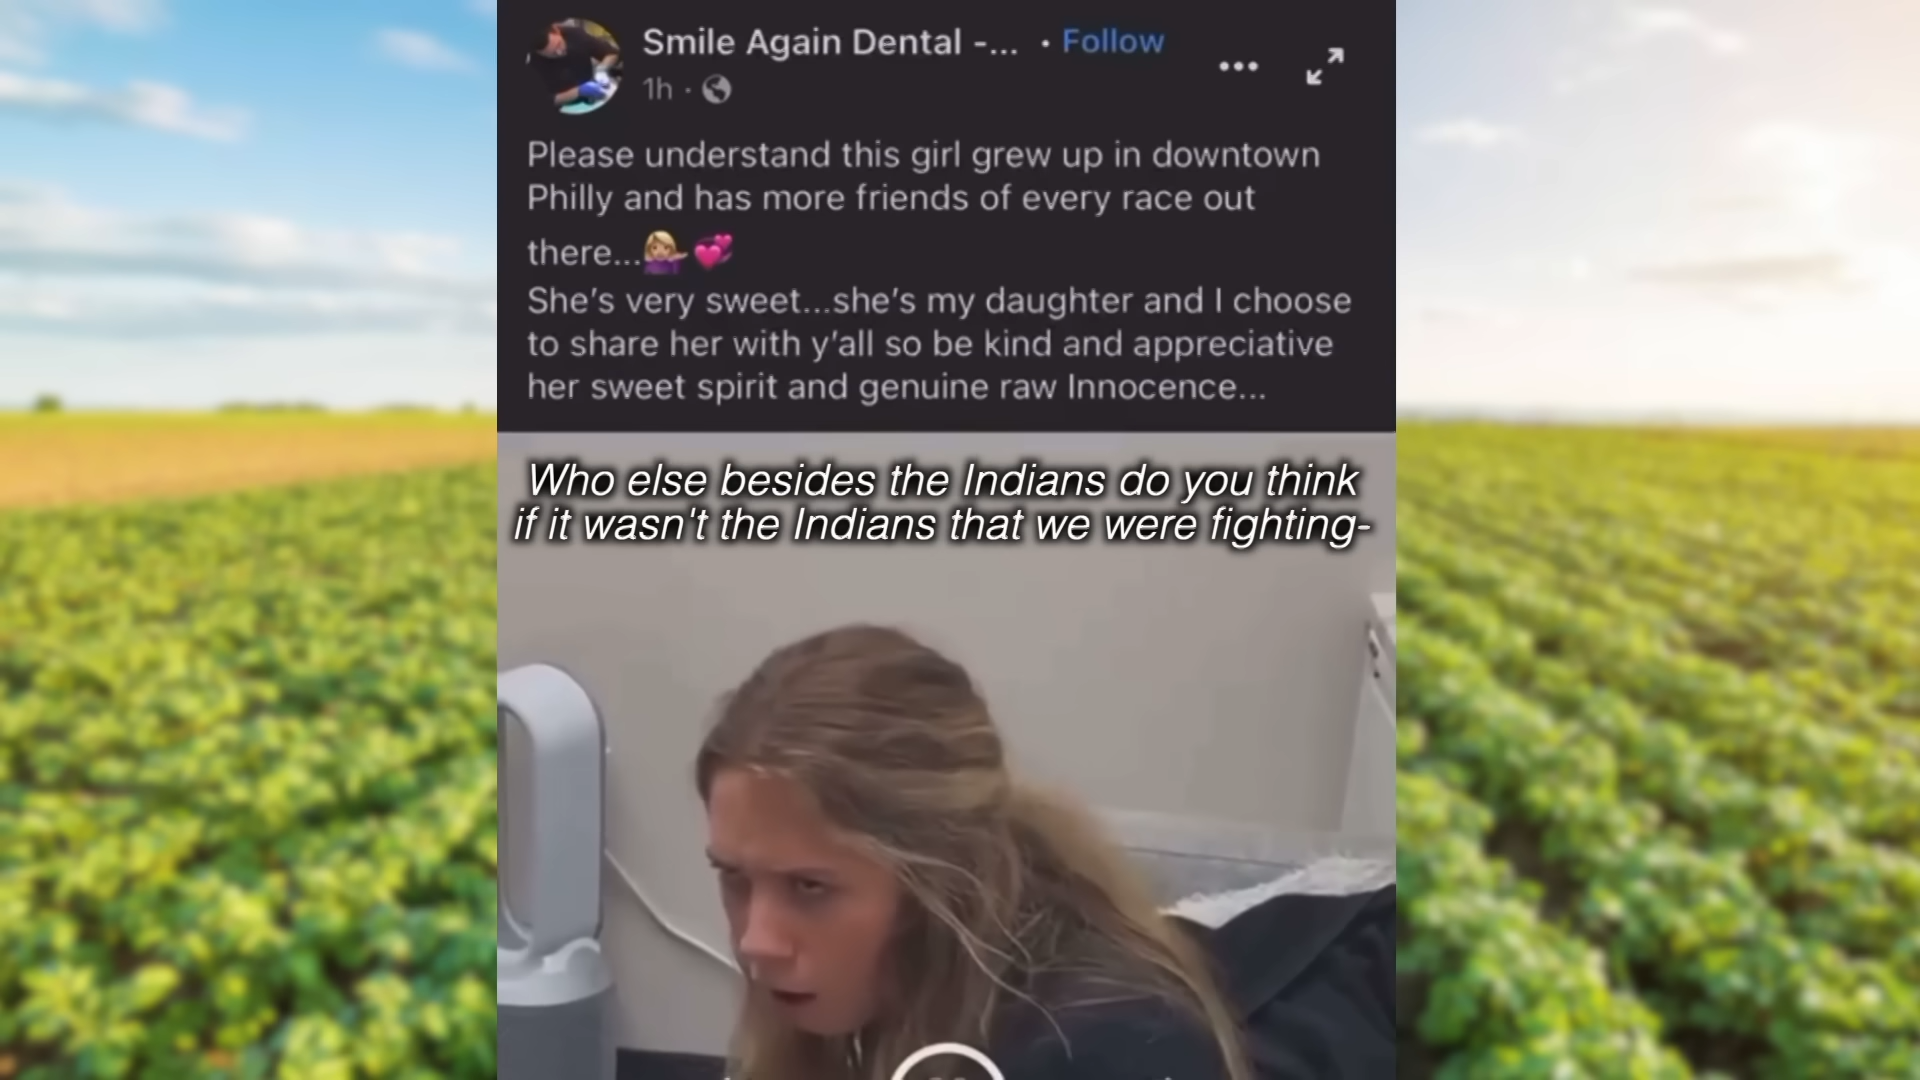 Smile Again Dental -... • Follow
1h ·
Please understand this girl grew up in downtown
Philly and has more friends of every race out
there...💁🏼‍♀️💞
She's very sweet...she's my daughter and I choose
to share her with y'all so be kind and appreciative
her sweet spirit and genuine raw Innocence...
Who else besides the Indians do you think
if it wasn't the Indians that we were fighting-